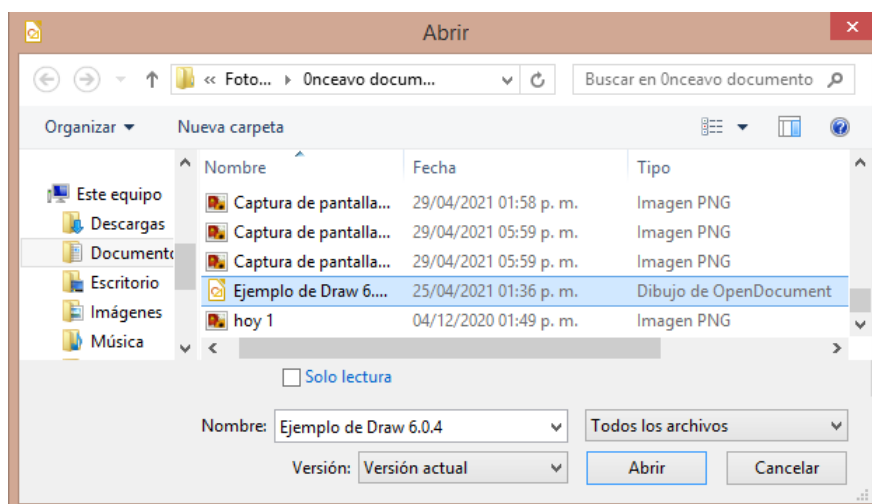 Abrir
« Foto... Onceavo docum... Buscar en Onceavo documento
Organizar Nueva carpeta
Nombre Fecha Tipo
Este equipo
Descargas
Documento
Escritorio
Imágenes
Música
Captura de pantalla... 29/04/2021 01:58 p. m. Imagen PNG
Captura de pantalla... 29/04/2021 05:59 p. m. Imagen PNG
Captura de pantalla... 29/04/2021 05:59 p. m. Imagen PNG
Ejemplo de Draw 6.... 25/04/2021 01:36 p. m. Dibujo de OpenDocument
hoy 1 04/12/2020 01:49 p. m. Imagen PNG
Solo lectura
Nombre: Ejemplo de Draw 6.0.4 Todos los archivos
Versión: Versión actual Abrir Cancelar